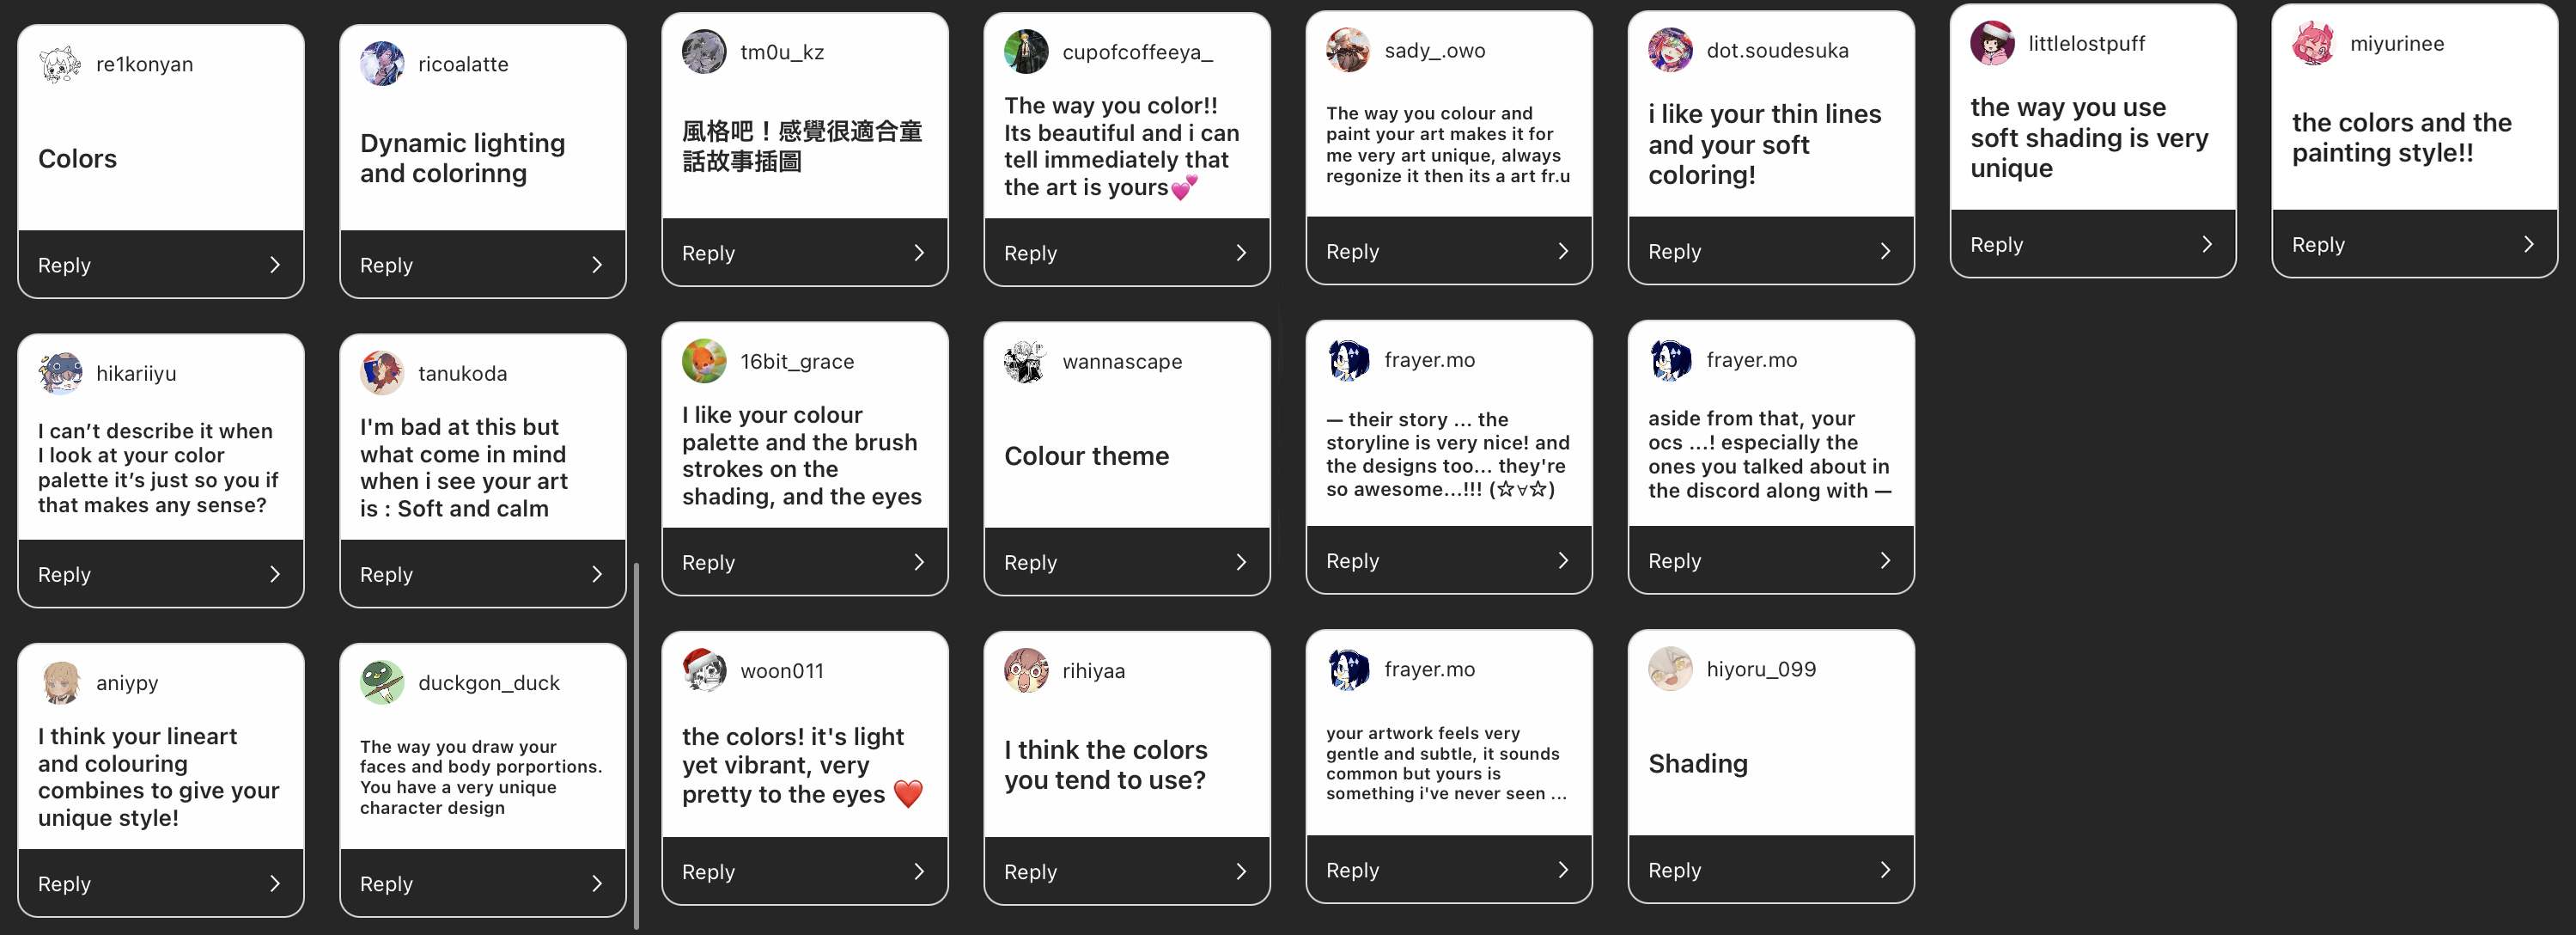 re1konyan
Colors
Reply
ricoalatte
Dynamic lighting
and colorinng
Reply
tm0u_kz
風格吧！感覺很適合童
話故事插圖
Reply
cupofcoffeeya_
The way you color!!
Its beautiful and i can
tell immediately that
the art is yours💕
Reply
sady_.owo
The way you colour and
paint your art makes it for
me very art unique, always
regonize it then its a art fr.u
Reply
dot.soudesuka
i like your thin lines
and your soft
coloring!
Reply
littlelostpuff
the way you use
soft shading is very
unique
Reply
miyurinee
the colors and the
painting style!!
Reply
hikariiyu
I can’t describe it when
I look at your color
palette it’s just so you if
that makes any sense?
Reply
tanukoda
I'm bad at this but
what come in mind
when i see your art
is : Soft and calm
Reply
16bit_grace
I like your colour
palette and the brush
strokes on the
shading, and the eyes
Reply
wannascape
Colour theme
Reply
frayer.mo
— their story ... the
storyline is very nice! and
the designs too... they're
so awesome...!!! (☆∀☆)
Reply
frayer.mo
aside from that, your
ocs ...! especially the
ones you talked about in
the discord along with —
Reply
aniypy
I think your lineart
and colouring
combines to give your
unique style!
Reply
duckgon_duck
The way you draw your
faces and body porportions.
You have a very unique
character design
Reply
woon011
the colors! it's light
yet vibrant, very
pretty to the eyes ❤️
Reply
rihiyaa
I think the colors
you tend to use?
Reply
frayer.mo
your artwork feels very
gentle and subtle, it sounds
common but yours is
something i've never seen ...
Reply
hiyoru_099
Shading
Reply